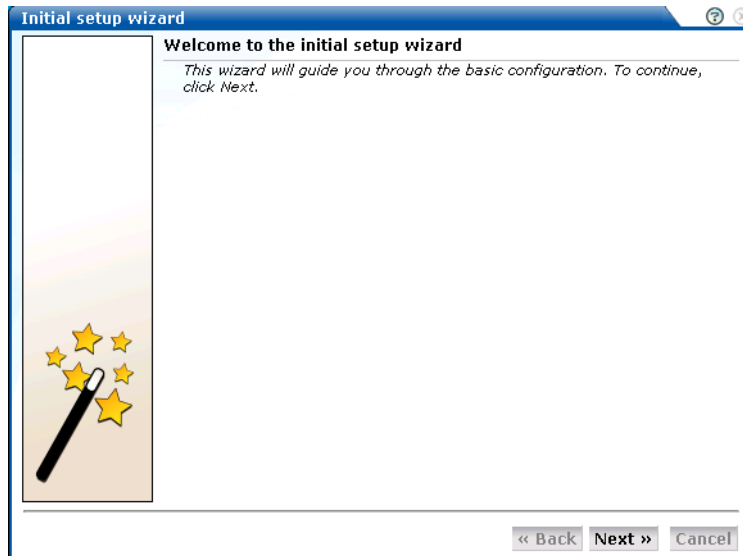 Initial setup wizard
Welcome to the initial setup wizard
This wizard will guide you through the basic configuration. To continue,
click Next.
« Back Next » Cancel